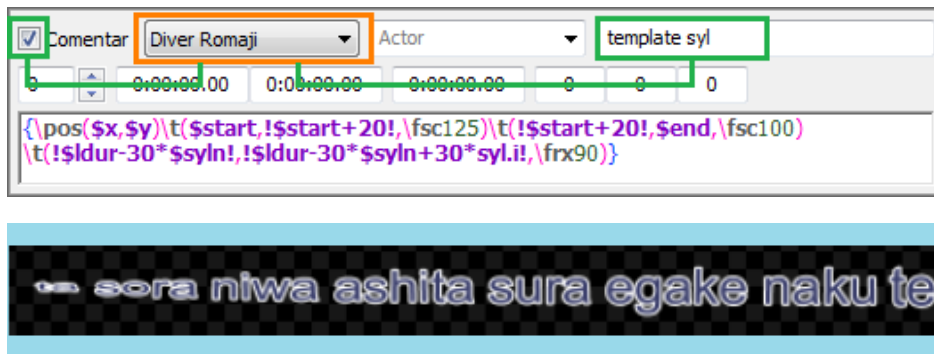 Comentar Diver Romaji Actor template syl
0 0:00:00.00 0:00:00.00 0:00:00.00 0 0 0
{\pos($x,$y)\t($start,!$start+20!,\fsc125)\t(!$start+20!,$end,\fsc100)
\t(!$ldur-30*$syln!,!$ldur-30*$syln+30*syl.i!,\frx90)}
sora niwa ashita sura egake naku te